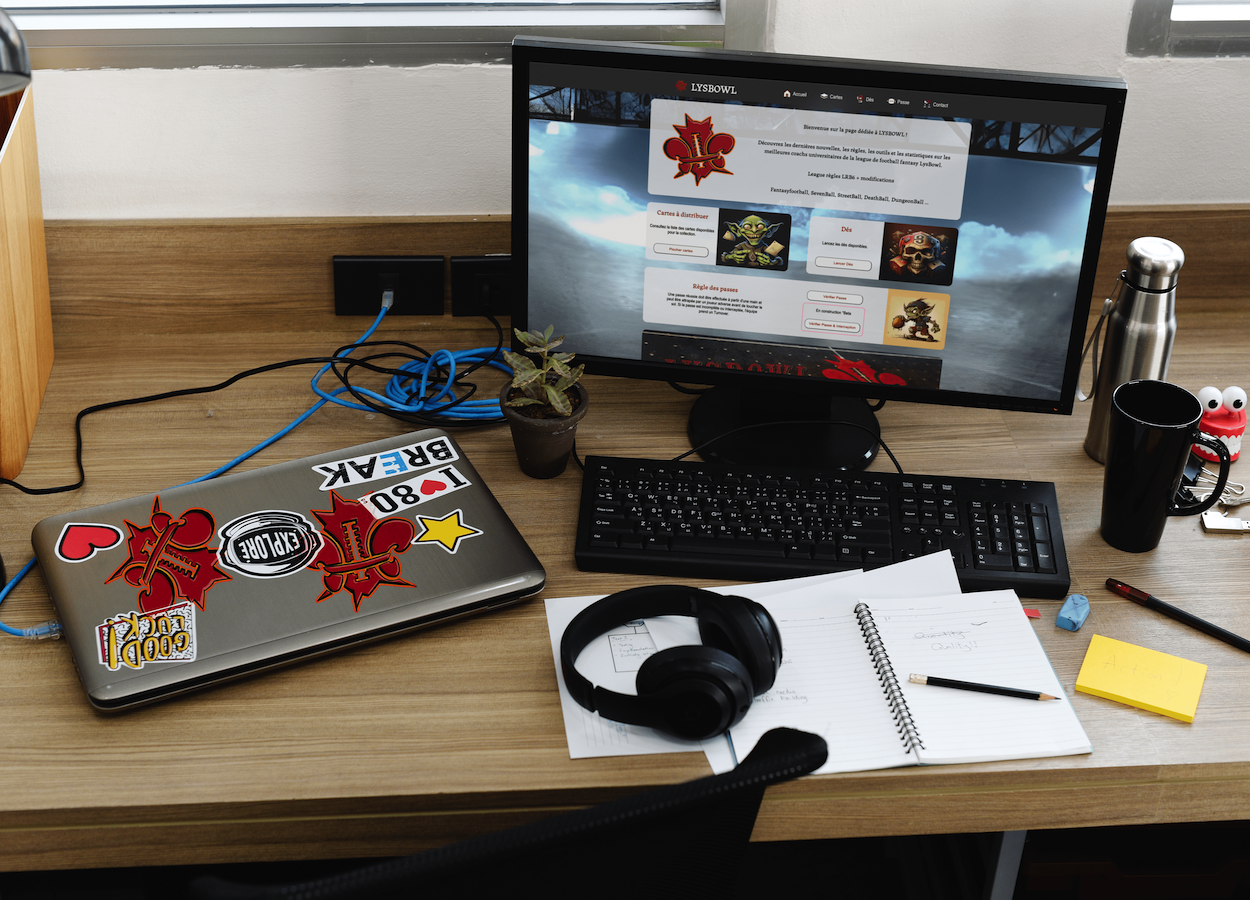 LYSBOWL
Accueil
Cartes
Dés
Passe
Contact
Bienvenue sur la page dédiée à LYSBOWL !
Découvrez les dernières nouvelles, les règles, les outils et les statistiques sur les
meilleures coachs universitaires de la league de football fantasy LysBowl.
League règles LRB6 + modifications
Fantasyfootball, SevenBall, StreetBall, DeathBall, DungeonBall ...
Cartes à distribuer
Consultez la liste des cartes disponibles
pour la collection.
Piocher cartes
Dés
Lancez les dés disponibles.
Lancer Dés
Règle des passes
Une passe réussie doit être effectuée à partir d'une main et
peut être attrapée par un joueur adverse avant de toucher le
sol. Si la passe est incomplète ou interceptée, l'équipe
prend un Turnover.
Vérifier Passe
En construction "Beta
Vérifier Passe & Interception
LYSBOWL
BREAK
I ❤ 80
EXPLORE
GOOD
LUCK!
Quality!!